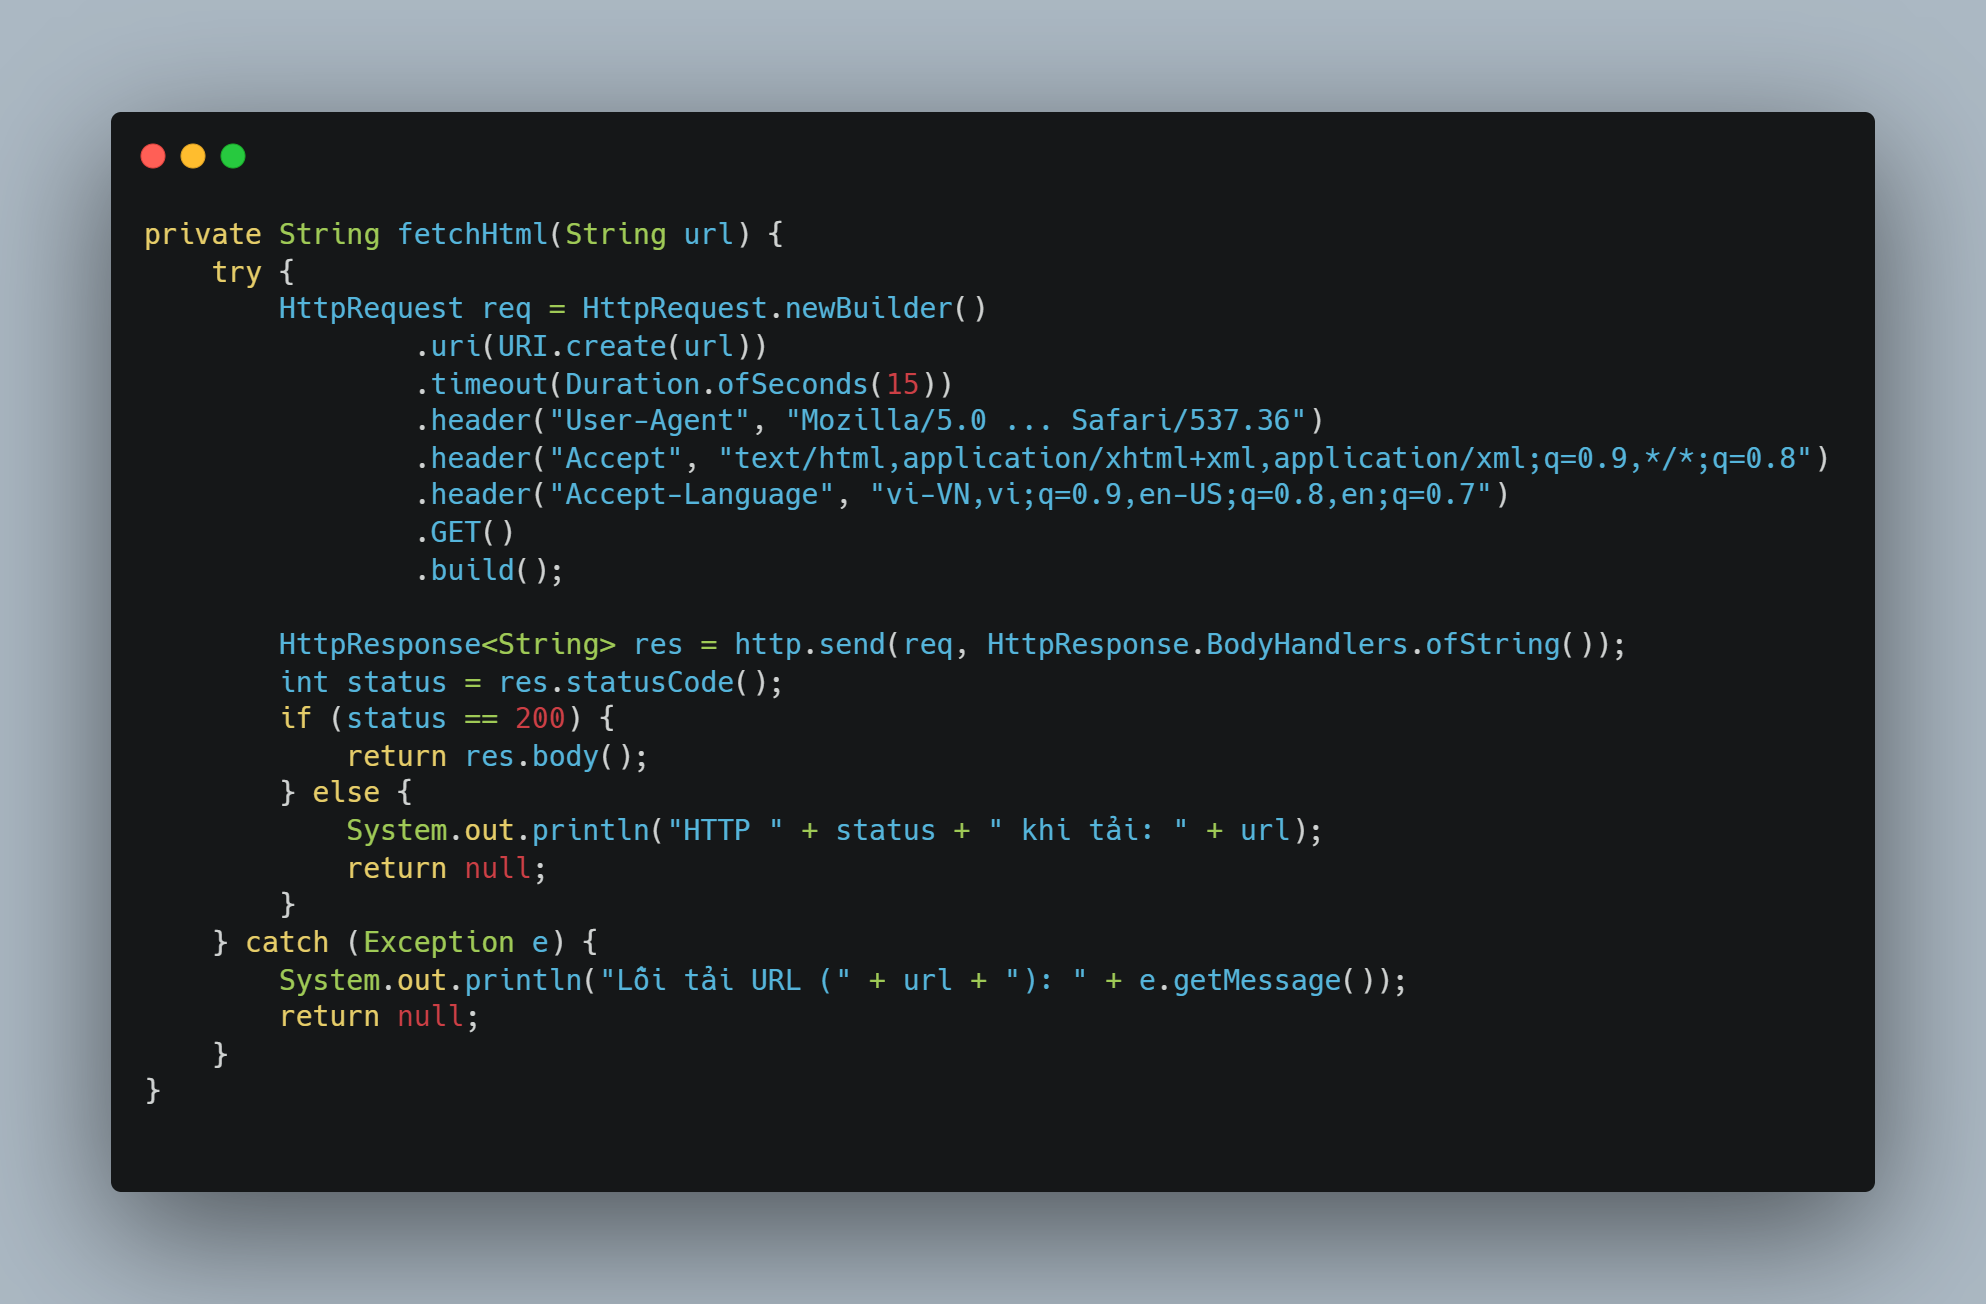 private String fetchHtml(String url) {
    try {
        HttpRequest req = HttpRequest.newBuilder()
                .uri(URI.create(url))
                .timeout(Duration.ofSeconds(15))
                .header("User-Agent", "Mozilla/5.0 ... Safari/537.36")
                .header("Accept", "text/html,application/xhtml+xml,application/xml;q=0.9,*/*;q=0.8")
                .header("Accept-Language", "vi-VN,vi;q=0.9,en-US;q=0.8,en;q=0.7")
                .GET()
                .build();

        HttpResponse<String> res = http.send(req, HttpResponse.BodyHandlers.ofString());
        int status = res.statusCode();
        if (status == 200) {
            return res.body();
        } else {
            System.out.println("HTTP " + status + " khi tải: " + url);
            return null;
        }
    } catch (Exception e) {
        System.out.println("Lỗi tải URL (" + url + "): " + e.getMessage());
        return null;
    }
}